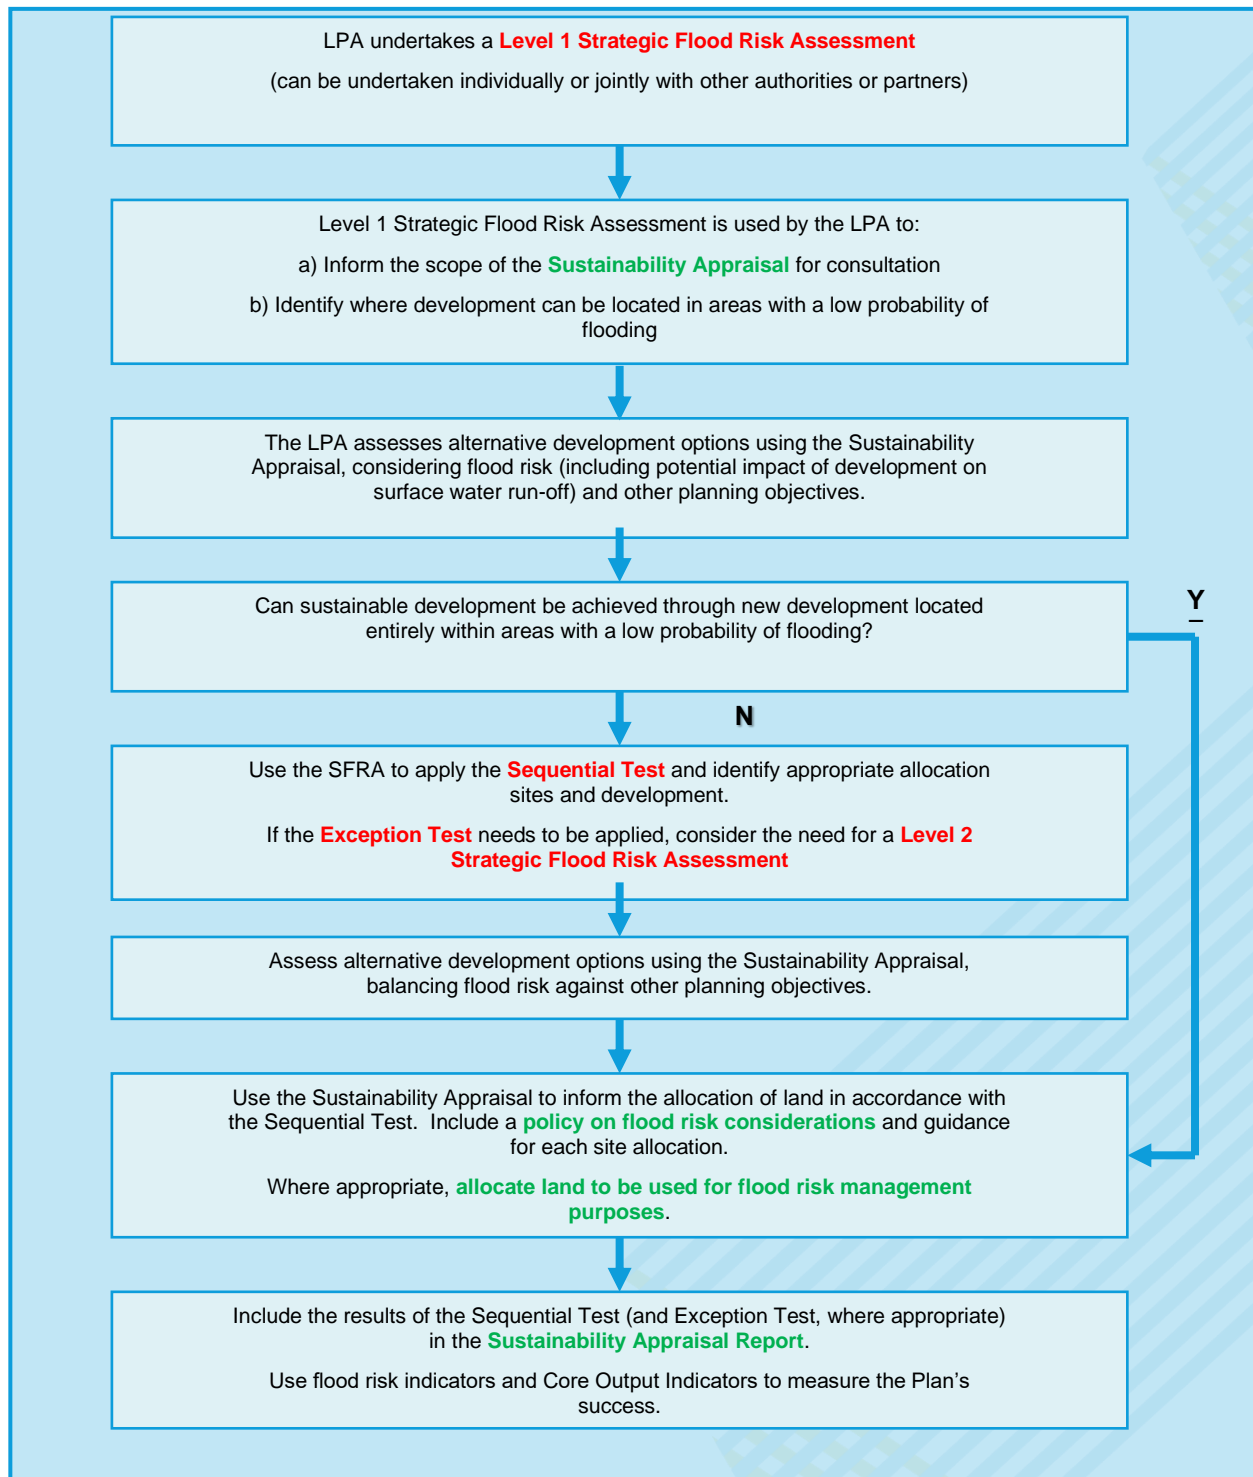 LPA undertakes a Level 1 Strategic Flood Risk Assessment
(can be undertaken individually or jointly with other authorities or partners)
Level 1 Strategic Flood Risk Assessment is used by the LPA to:
a) Inform the scope of the Sustainability Appraisal for consultation
b) Identify where development can be located in areas with a low probability of
flooding
The LPA assesses alternative development options using the Sustainability
Appraisal, considering flood risk (including potential impact of development on
surface water run-off) and other planning objectives.
Can sustainable development be achieved through new development located
entirely within areas with a low probability of flooding?
Y
N
Use the SFRA to apply the Sequential Test and identify appropriate allocation
sites and development.
If the Exception Test needs to be applied, consider the need for a Level 2
Strategic Flood Risk Assessment
Assess alternative development options using the Sustainability Appraisal,
balancing flood risk against other planning objectives.
Use the Sustainability Appraisal to inform the allocation of land in accordance with
the Sequential Test.  Include a policy on flood risk considerations and guidance
for each site allocation.
Where appropriate, allocate land to be used for flood risk management
purposes.
Include the results of the Sequential Test (and Exception Test, where appropriate)
in the Sustainability Appraisal Report.
Use flood risk indicators and Core Output Indicators to measure the Plan's
success.